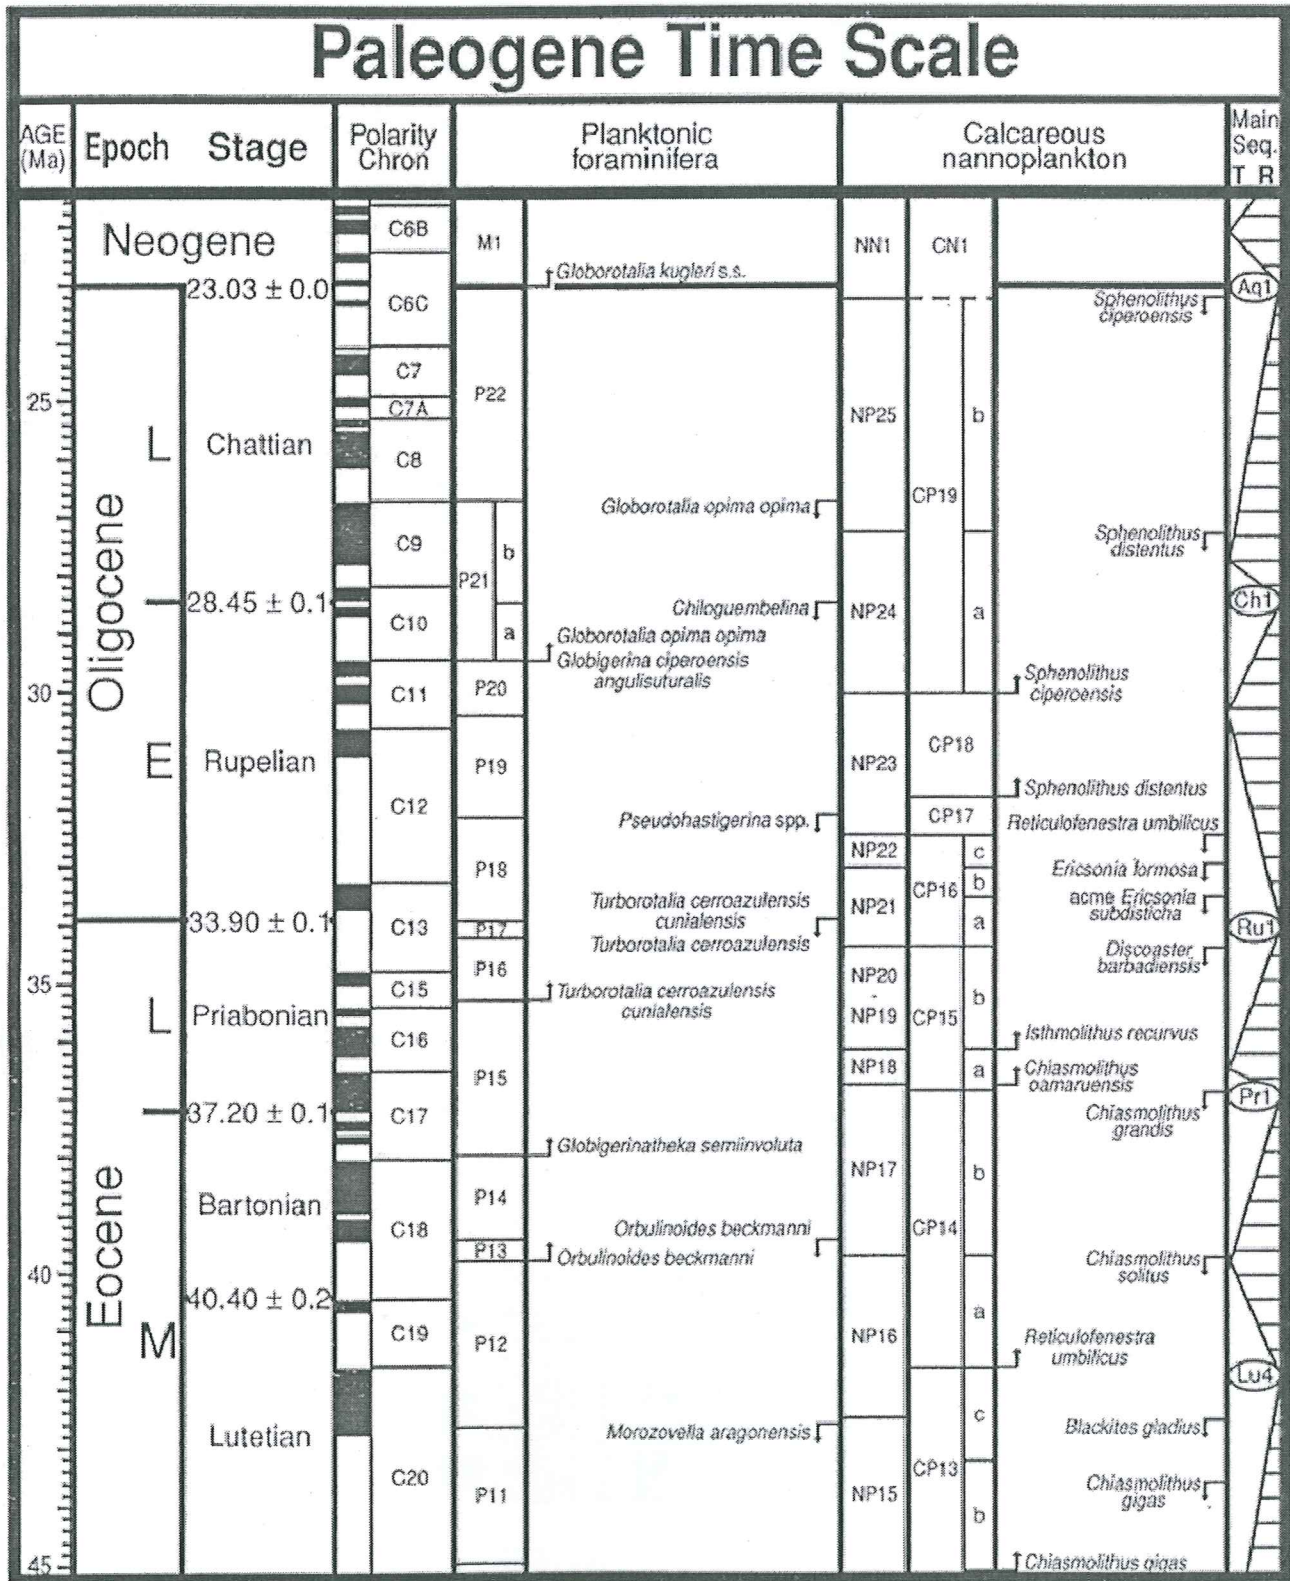 Paleogene Time Scale
AGE
(Ma)
Epoch
Stage
Polarity
Chron
Planktonic
foraminifera
Calcareous
nannoplankton
Main
Seq.
T R
Neogene
23.03 ± 0.0
25
30
35
40
45
Oligocene
L
E
Eocene
L
M
Chattian
28.45 ± 0.1
Rupelian
33.90 ± 0.1
Priabonian
37.20 ± 0.1
Bartonian
40.40 ± 0.2
Lutetian
C6B
C6C
C7
C7A
C8
C9
C10
C11
C12
C13
C15
C16
C17
C18
C19
C20
M1
P22
P21
b
a
P20
P19
P18
P17
P16
P15
P14
P13
P12
P11
Globorotalia kugleri s.s.
Globorotalia opima opima
Chiloguembelina
Globorotalia opima opima
Globigerina ciperoensis
angulisuturalis
Pseudohastigerina spp.
Turborotalia cerroazulensis
cunialensis
Turborotalia cerroazulensis
Turborotalia cerroazulensis
cunialensis
Globigerinatheka semiinvoluta
Orbulinoides beckmanni
Orbulinoides beckmanni
Morozovella aragonensis
NN1
NP25
NP24
NP23
NP22
NP21
NP20
-
NP19
NP18
NP17
NP16
NP15
CN1
CP19
b
a
CP18
CP17
CP16
c
b
a
CP15
b
a
CP14
b
a
CP13
c
b
Sphenolithus
ciperoensis
Sphenolithus
distentus
Sphenolithus
ciperoensis
Sphenolithus distentus
Reticulofenestra umbilicus
Ericsonia formosa
acme Ericsonia
subdisticha
Discoaster
barbadiensis
Isthmolithus recurvus
Chiasmolithus
oamaruensis
Chiasmolithus
grandis
Chiasmolithus
solitus
Reticulofenestra
umbilicus
Blackites gladius
Chiasmolithus
gigas
Chiasmolithus gigas
Aq1
Ch1
Ru1
Pr1
Lu4